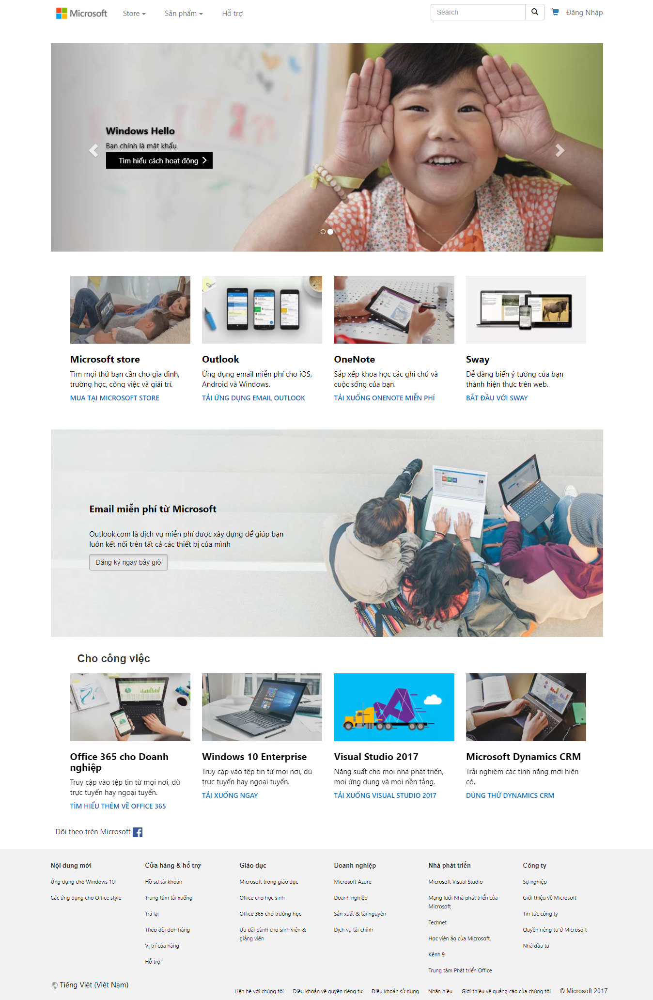 Microsoft
Store
Sản phẩm
Hỗ trợ
Search
Đăng Nhập
Windows Hello
Bạn chính là mật khẩu
Tìm hiểu cách hoạt động
Microsoft store
Tìm mọi thứ bạn cần cho gia đình,
trường học, công việc và giải trí.
MUA TẠI MICROSOFT STORE
Outlook
Ứng dụng email miễn phí cho iOS,
Android và Windows.
TẢI ỨNG DỤNG EMAIL OUTLOOK
OneNote
Sắp xếp khoa học các ghi chú và
cuộc sống của bạn.
TẢI XUỐNG ONENOTE MIỄN PHÍ
Sway
Dễ dàng biến ý tưởng của bạn
thành hiện thực trên web.
BẮT ĐẦU VỚI SWAY
Email miễn phí từ Microsoft
Outlook.com là dịch vụ miễn phí được xây dựng để giúp bạn
luôn kết nối trên tất cả các thiết bị của mình
Đăng ký ngay bây giờ
Cho công việc
Office 365 cho Doanh
nghiệp
Truy cập vào tệp tin từ mọi nơi, dù
trực tuyến hay ngoại tuyến.
TÌM HIỂU THÊM VỀ OFFICE 365
Windows 10 Enterprise
Truy cập vào tệp tin từ mọi nơi, dù
trực tuyến hay ngoại tuyến.
TẢI XUỐNG NGAY
Visual Studio 2017
Năng suất cho mọi nhà phát triển,
mọi ứng dụng và mọi nền tảng.
TẢI XUỐNG VISUAL STUDIO 2017
Microsoft Dynamics CRM
Trải nghiệm các tính năng mới hiện
có.
DÙNG THỬ DYNAMICS CRM
Dõi theo trên Microsoft
Nội dung mới
Ứng dụng cho Windows 10
Các ứng dụng cho Office style
Cửa hàng & hỗ trợ
Hồ sơ tài khoản
Trung tâm tải xuống
Trả lại
Theo dõi đơn hàng
Vị trí cửa hàng
Hỗ trợ
Giáo dục
Microsoft trong giáo dục
Office cho học sinh
Office 365 cho trường học
Ưu đãi dành cho sinh viên &
giảng viên
Doanh nghiệp
Microsoft Azure
Doanh nghiệp
Sản xuất & tài nguyên
Dịch vụ tài chính
Nhà phát triển
Microsoft Visual Studio
Mạng lưới Nhà phát triển của
Microsoft
Technet
Học viện ảo của Microsoft
Kênh 9
Trung tâm Phát triển Office
Công ty
Sự nghiệp
Giới thiệu về Microsoft
Tin tức công ty
Quyền riêng tư ở Microsoft
Nhà đầu tư
Tiếng Việt (Việt Nam)
Liên hệ với chúng tôi
Điều khoản về quyền riêng tư
Điều khoản sử dụng
Nhãn hiệu
Giới thiệu về quảng cáo của chúng tôi
© Microsoft 2017